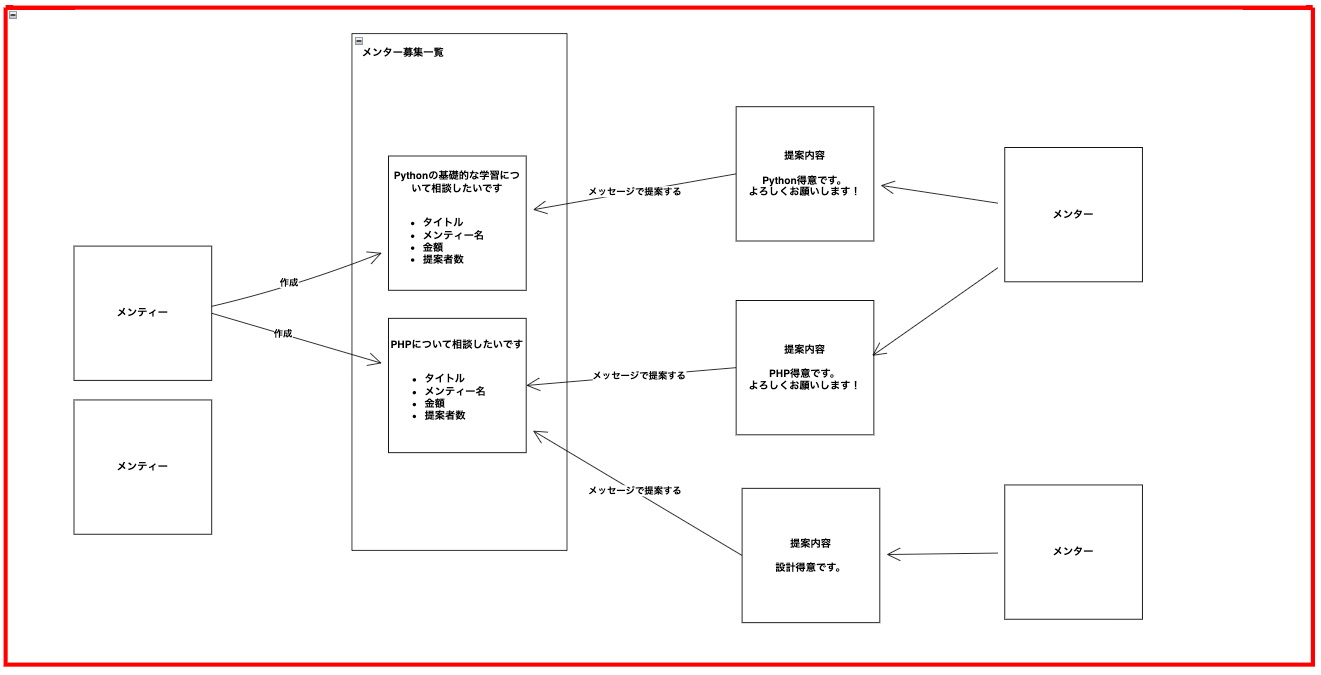 メンター募集一覧
Pythonの基礎的な学習につ
いて相談したいです
• タイトル
• メンティー名
• 金額
• 提案者数
PHPについて相談したいです
• タイトル
• メンティー名
• 金額
• 提案者数
メンティー
メンティー
作成
作成
メッセージで提案する
メッセージで提案する
メッセージで提案する
提案内容
Python得意です。
よろしくお願いします！
提案内容
PHP得意です。
よろしくお願いします！
提案内容
設計得意です。
メンター
メンター